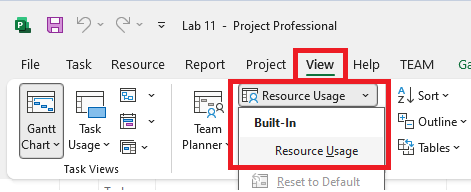 Lab 11 - Project Professional
File Task Resource Report Project View Help TEAM
Resource Usage
Sort
Built-In
Outline
Gantt Chart
Task Usage
Team Planner
Resource Usage
Tables
Task Views
Reset to Default